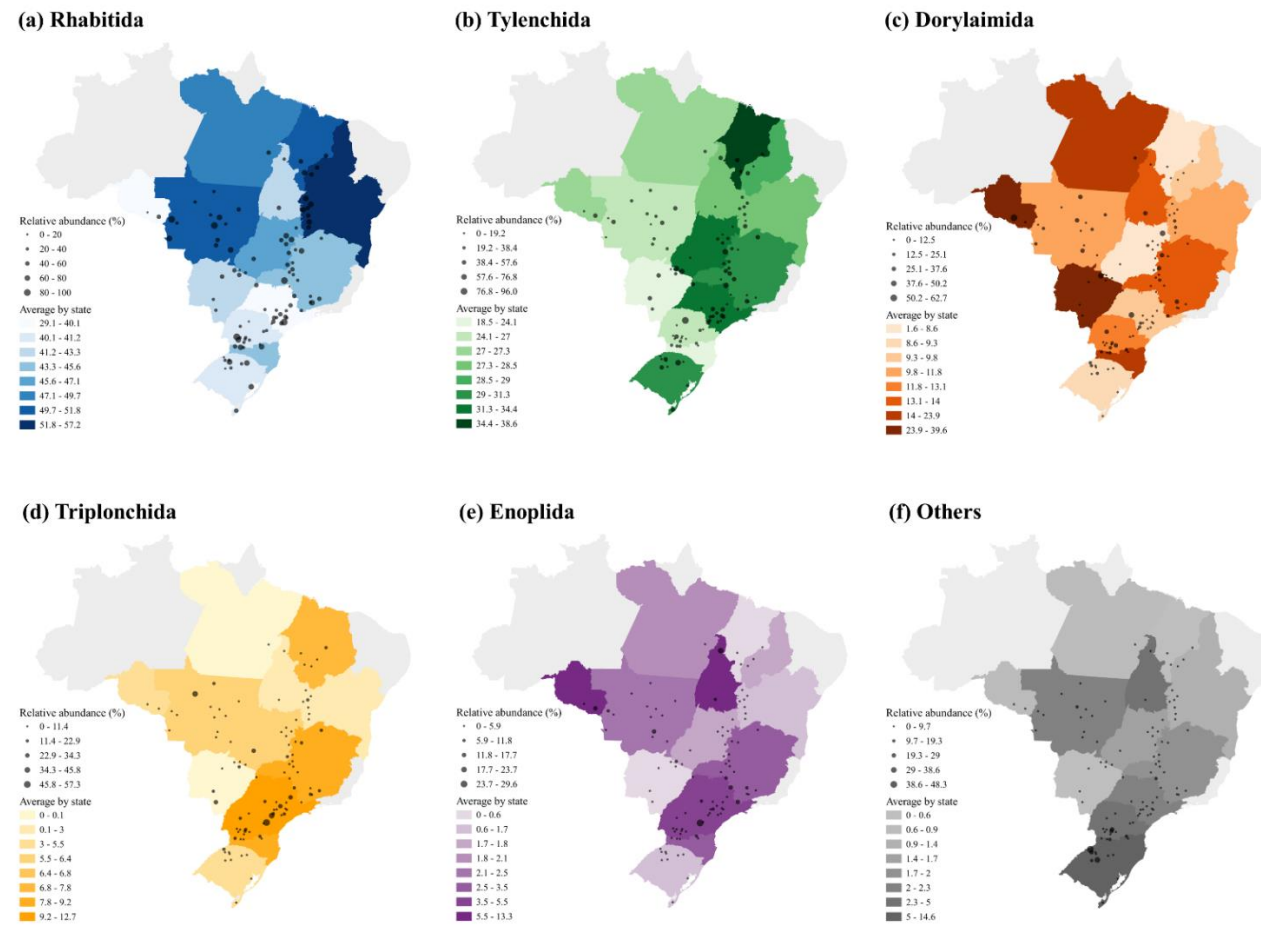 (a) Rhabitida
Relative abundance (%)
0 - 20
20 - 40
40 - 60
60 - 80
80 - 100
Average by state
29.1 - 40.1
40.1 - 41.2
41.2 - 43.3
43.3 - 45.6
45.6 - 47.1
47.1 - 49.7
49.7 - 51.8
51.8 - 57.2
(b) Tylenchida
Relative abundance (%)
0 - 19.2
19.2 - 38.4
38.4 - 57.6
57.6 - 76.8
76.8 - 96.0
Average by state
18.5 - 24.1
24.1 - 27
27 - 27.3
27.3 - 28.5
28.5 - 29
29 - 31.3
31.3 - 34.4
34.4 - 38.6
(c) Dorylaimida
Relative abundance (%)
0 - 12.5
12.5 - 25.1
25.1 - 37.6
37.6 - 50.2
50.2 - 62.7
Average by state
1.6 - 8.6
8.6 - 9.3
9.3 - 9.8
9.8 - 11.8
11.8 - 13.1
13.1 - 14
14 - 23.9
23.9 - 39.6
(d) Triplonchida
Relative abundance (%)
0 - 11.4
11.4 - 22.9
22.9 - 34.3
34.3 - 45.8
45.8 - 57.3
Average by state
0 - 0.1
0.1 - 3
3 - 5.5
5.5 - 6.4
6.4 - 6.8
6.8 - 7.8
7.8 - 9.2
9.2 - 12.7
(e) Enoplida
Relative abundance (%)
0 - 5.9
5.9 - 11.8
11.8 - 17.7
17.7 - 23.7
23.7 - 29.6
Average by state
0 - 0.6
0.6 - 1.7
1.7 - 1.8
1.8 - 2.1
2.1 - 2.5
2.5 - 3.5
3.5 - 5.5
5.5 - 13.3
(f) Others
Relative abundance (%)
0 - 9.7
9.7 - 19.3
19.3 - 29
29 - 38.6
38.6 - 48.3
Average by state
0 - 0.6
0.6 - 0.9
0.9 - 1.4
1.4 - 1.7
1.7 - 2
2 - 2.3
2.3 - 5
5 - 14.6